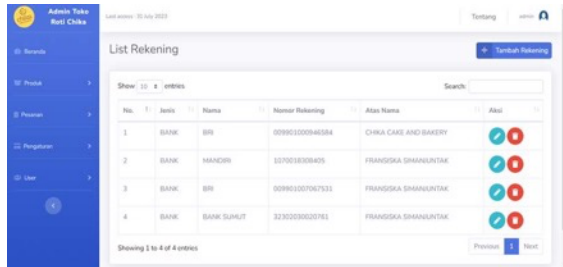 Admin Toko
Roti Chika
Last access : 31 July 2023
Tentang
admin
Beranda
Produk
Pesanan
Pengaturan
User
List Rekening
Tambah Rekening
Show 10 entries
Search:
No. Jenis Nama Nomor Rekening Atas Nama Aksi
1 BANK BRI 009901000946584 CHIKA CAKE AND BAKERY
2 BANK MANDIRI 1070018308405 FRANSISKA SIMANJUNTAK
3 BANK BRI 009901007067531 FRANSISKA SIMANJUNTAK
4 BANK BANK SUMUT 32302030020761 FRANSISKA SIMANJUNTAK
Showing 1 to 4 of 4 entries
Previous 1 Next